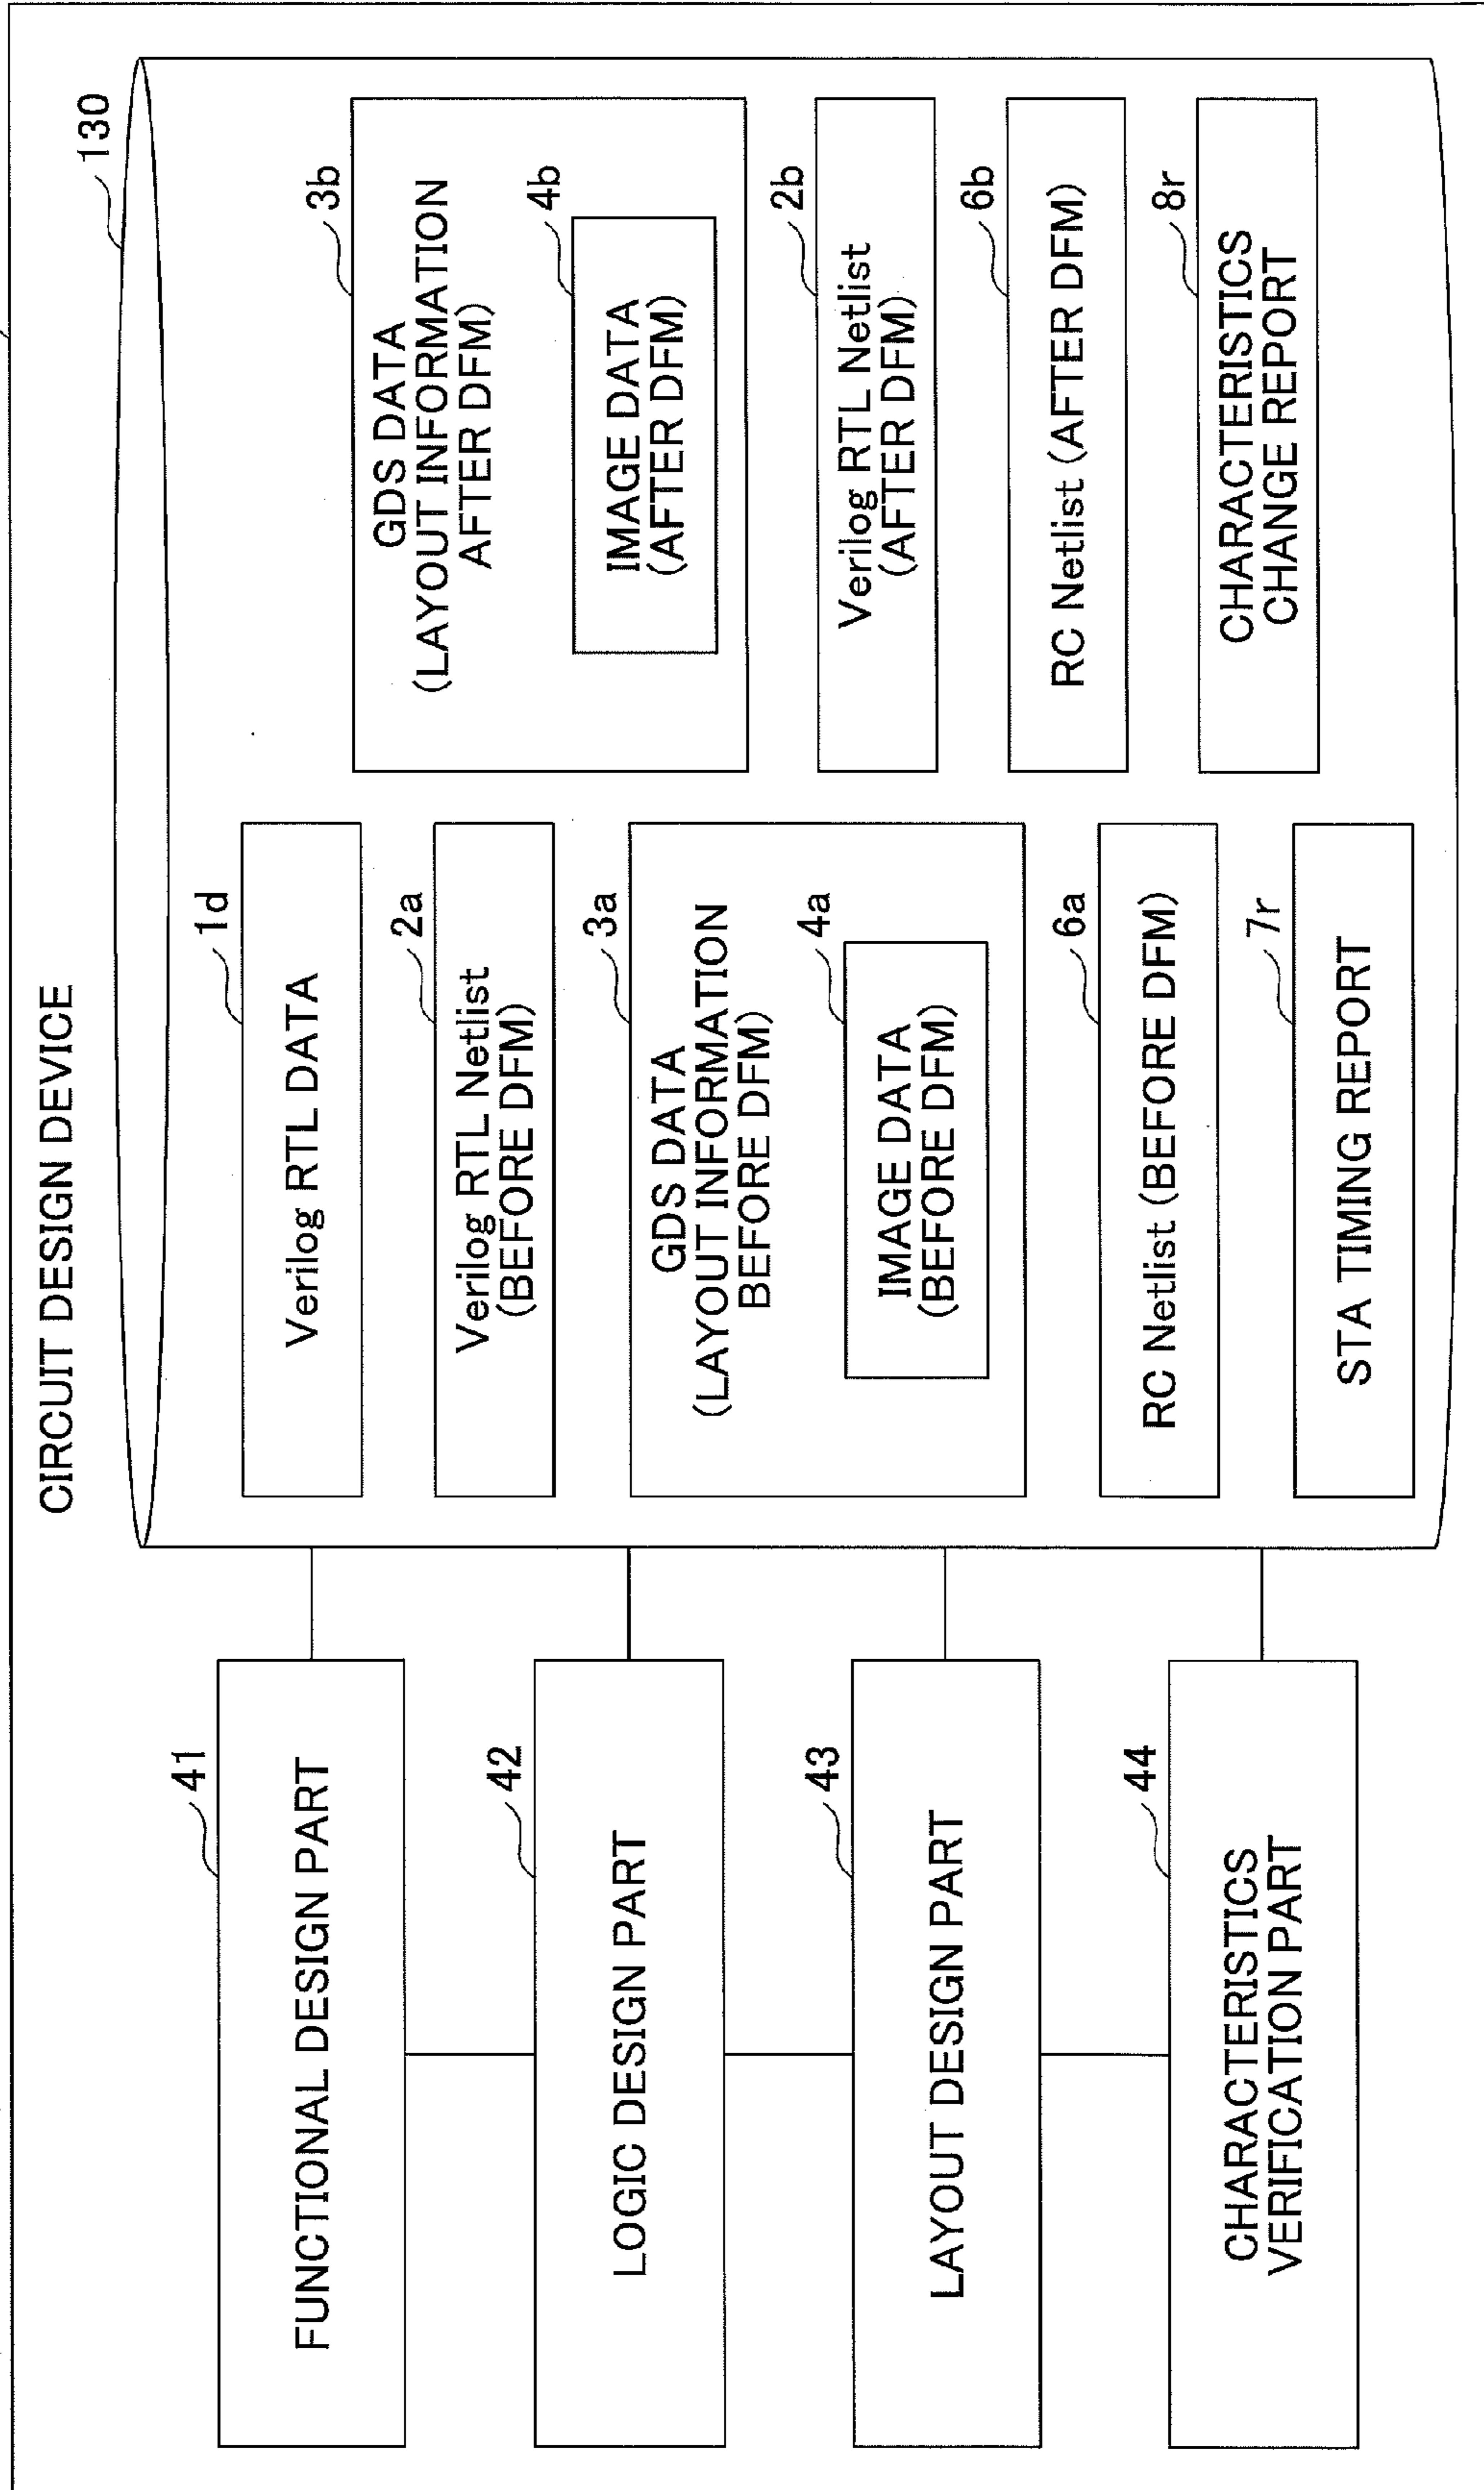 CIRCUIT DESIGN DEVICE
130
41
FUNCTIONAL DESIGN PART
42
LOGIC DESIGN PART
43
LAYOUT DESIGN PART
44
CHARACTERISTICS
VERIFICATION PART
1d
Verilog RTL DATA
2a
Verilog RTL Netlist
(BEFORE DFM)
3a
GDS DATA
(LAYOUT INFORMATION
BEFORE DFM)
4a
IMAGE DATA
(BEFORE DFM)
6a
RC Netlist (BEFORE DFM)
7r
STA TIMING REPORT
3b
GDS DATA
(LAYOUT INFORMATION
AFTER DFM)
4b
IMAGE DATA
(AFTER DFM)
2b
Verilog RTL Netlist
(AFTER DFM)
6b
RC Netlist (AFTER DFM)
8r
CHARACTERISTICS
CHANGE REPORT